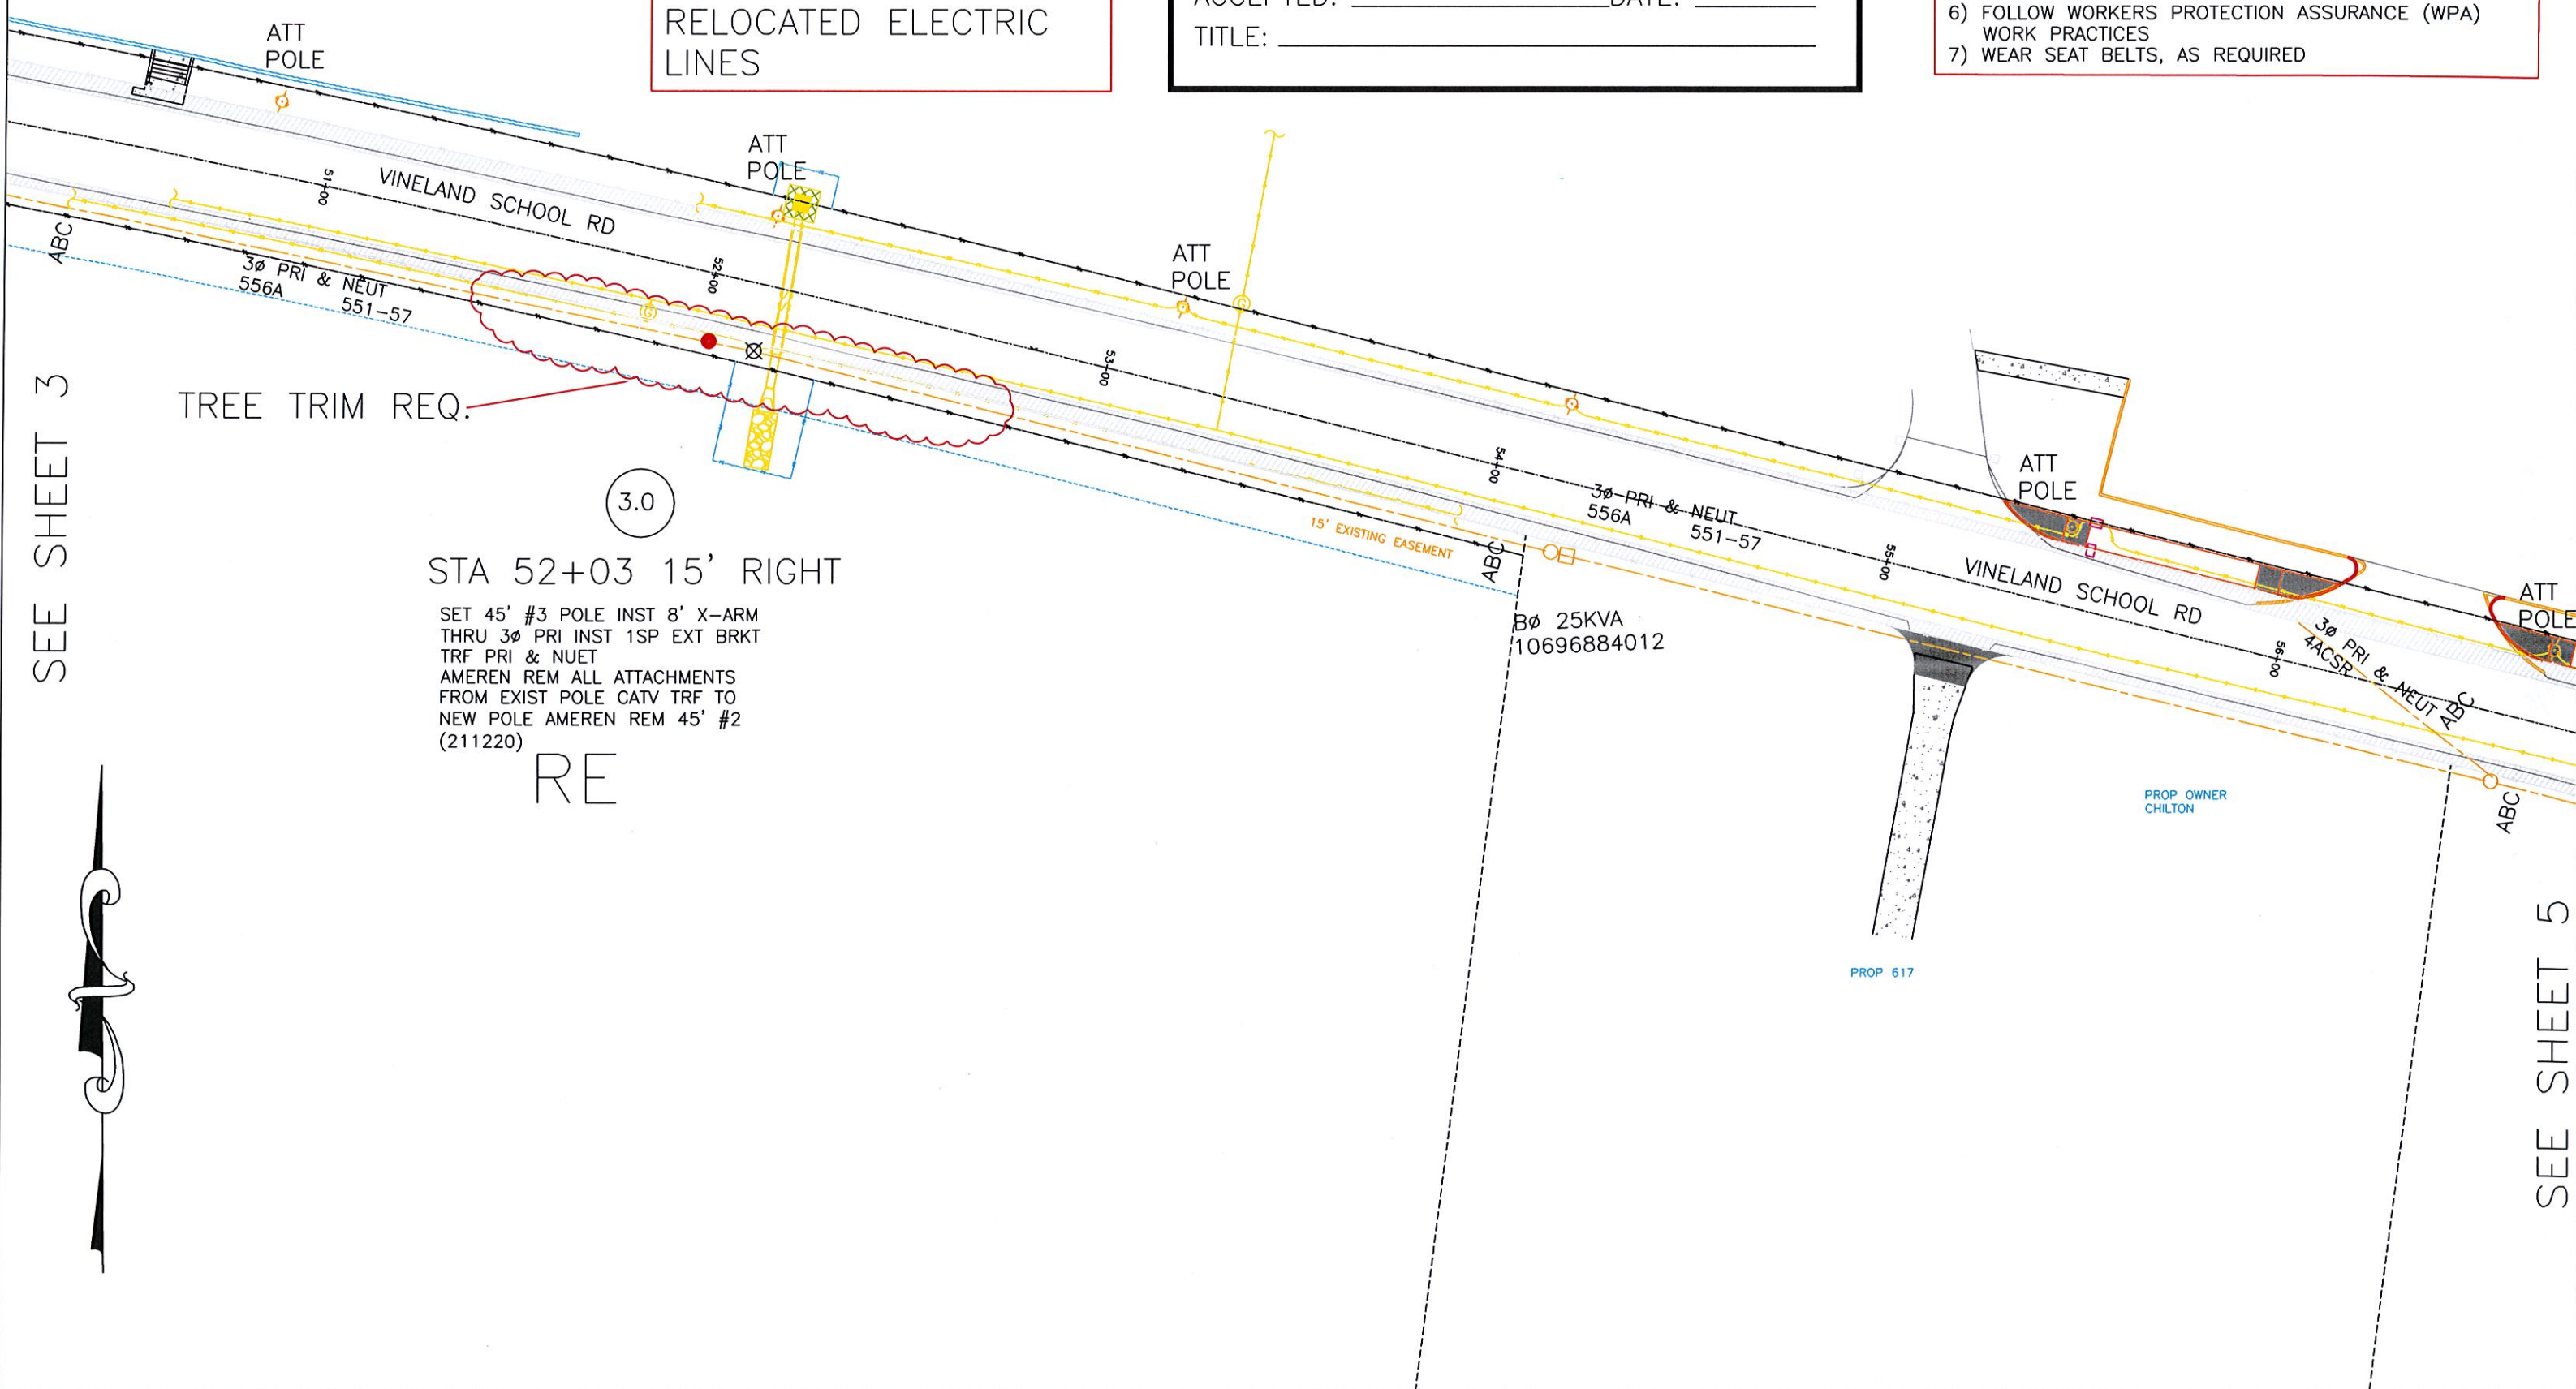 RELOCATED ELECTRIC
LINES
TITLE:
6) FOLLOW WORKERS PROTECTION ASSURANCE (WPA)
WORK PRACTICES
7) WEAR SEAT BELTS, AS REQUIRED
ATT
POLE
ATT
POLE
ATT
POLE
ATT
POLE
ATT
POLE
51+00
VINELAND SCHOOL RD
52+00
53+00
54+00
55+00
56+00
ABC
3ø PRI & NEUT
556A
551-57
G
G
TREE TRIM REQ.
SEE SHEET 3
3.0
STA 52+03 15' RIGHT
SET 45' #3 POLE INST 8' X-ARM
THRU 3ø PRI INST 1SP EXT BRKT
TRF PRI & NUET
AMEREN REM ALL ATTACHMENTS
FROM EXIST POLE CATV TRF TO
NEW POLE AMEREN REM 45' #2
(211220)
RE
15' EXISTING EASEMENT
ABC
3ø PRI & NEUT
556A
551-57
VINELAND SCHOOL RD
Bø 25KVA
10696884012
3ø PRI & NEUT
4ACSR
ABC
ABC
PROP OWNER
CHILTON
PROP 617
SEE SHEET 5